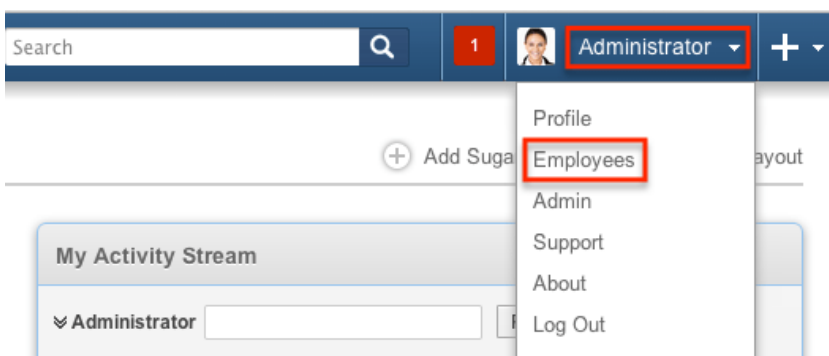 Search 1 Administrator
Profile
Add Suga Employees ayout
Admin
My Activity Stream Support
About
Administrator Log Out